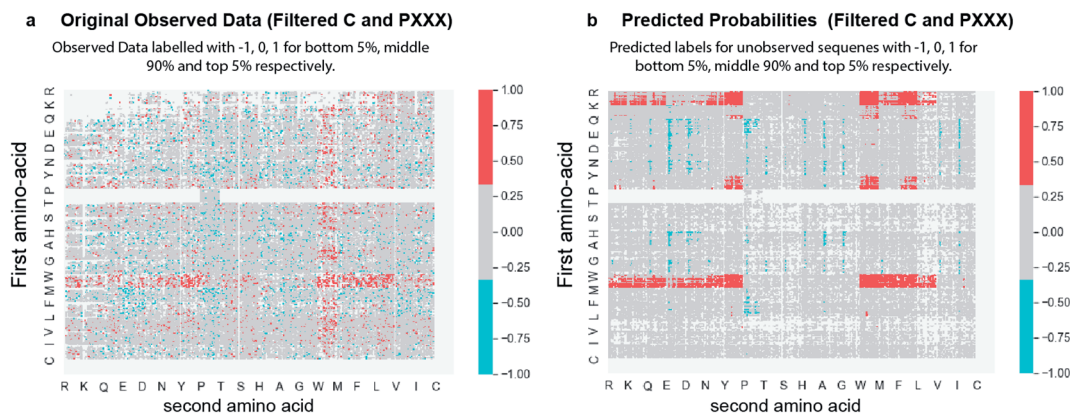 a Original Observed Data (Filtered C and PXXX)
Observed Data labelled with -1, 0, 1 for bottom 5%, middle
90% and top 5% respectively.
First amino-acid
R
K
Q
E
D
N
Y
P
T
S
H
A
G
W
M
F
L
V
I
C
R K Q E D N Y P T S H A G W M F L V I C
second amino acid
1.00
0.75
0.50
0.25
0.00
−0.25
−0.50
−0.75
−1.00
b Predicted Probabilities (Filtered C and PXXX)
Predicted labels for unobserved sequenes with -1, 0, 1 for
bottom 5%, middle 90% and top 5% respectively.
First amino-acid
R
K
Q
E
D
N
Y
P
T
S
H
A
G
W
M
F
L
V
I
C
R K Q E D N Y P T S H A G W M F L V I C
second amino acid
1.00
0.75
0.50
0.25
0.00
−0.25
−0.50
−0.75
−1.00